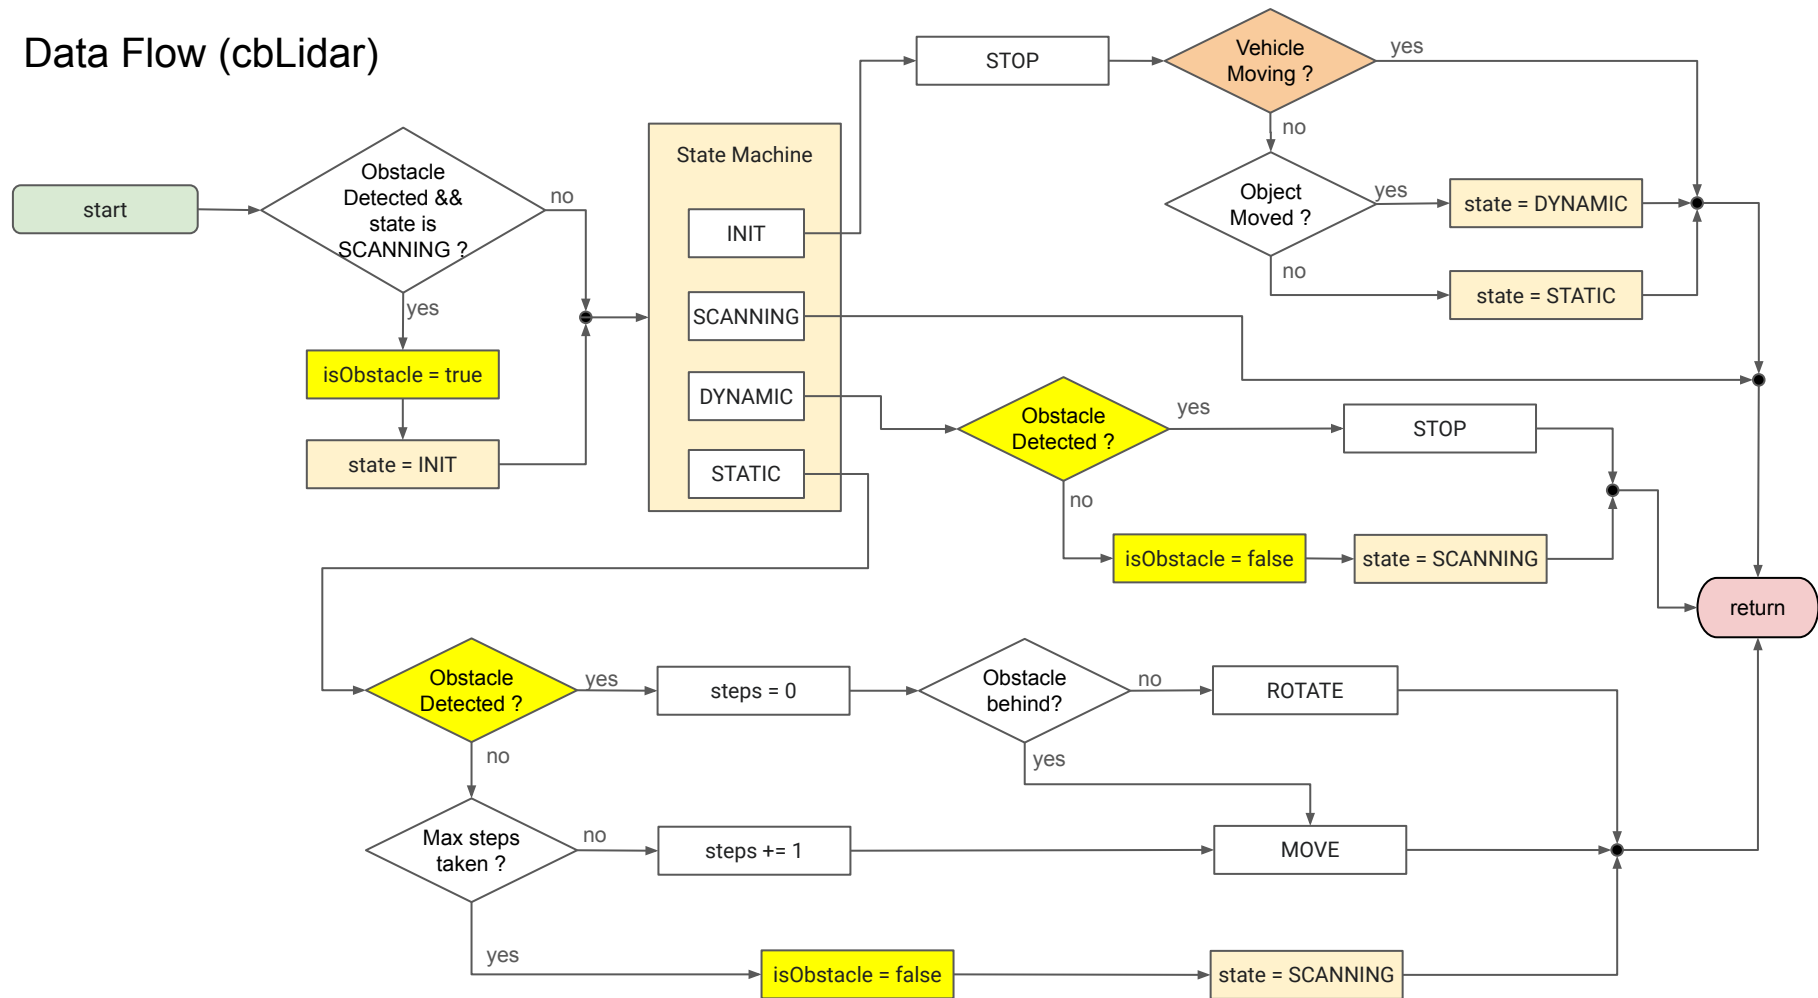 Data Flow (cbLidar)
start
Obstacle
Detected &&
state is
SCANNING ?
no
yes
isObstacle = true
state = INIT
State Machine
INIT
SCANNING
DYNAMIC
STATIC
STOP
Vehicle
Moving ?
yes
no
Object
Moved ?
yes
state = DYNAMIC
no
state = STATIC
Obstacle
Detected ?
yes
STOP
no
isObstacle = false
state = SCANNING
return
Obstacle
Detected ?
yes
steps = 0
Obstacle
behind?
no
ROTATE
yes
no
Max steps
taken ?
no
steps += 1
MOVE
yes
isObstacle = false
state = SCANNING